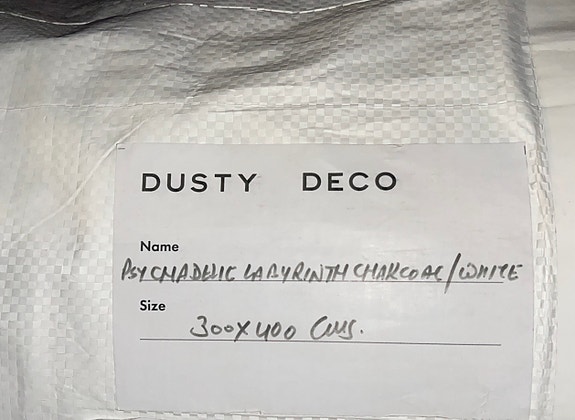 DUSTY DECO
Name
PSYCHADELIC LABYRINTH CHARCOAL/WHITE
Size
300X400 Cms.